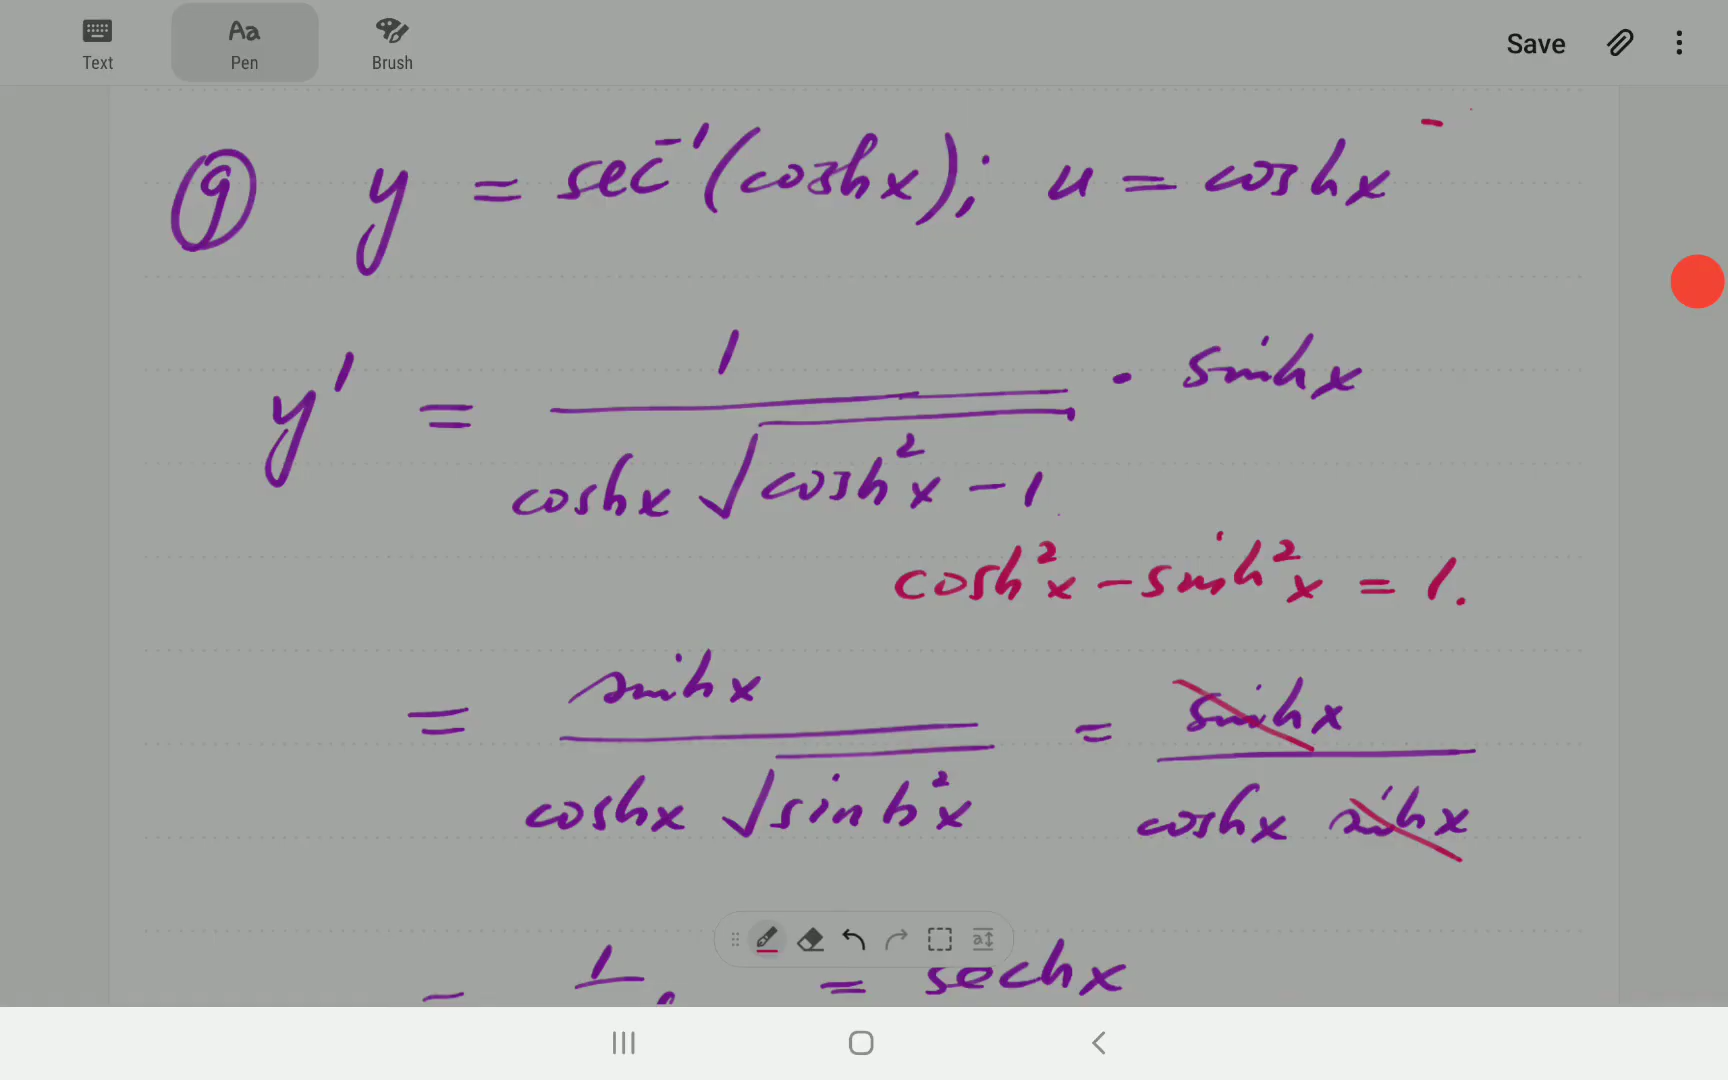 Text Aa Pen Brush Save
⑨ y = sec⁻¹(coshx); u = coshx
y' = 1 / (coshx √(cosh²x - 1)) · sinhx
cosh²x - sinh²x = 1.
= sinhx / (coshx √(sinh²x)) = sinhx / (coshx sinhx)
= 1 = sechx